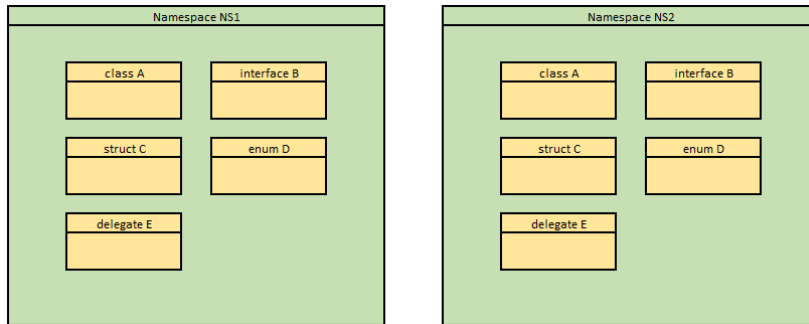 Namespace NS1
class A
interface B
struct C
enum D
delegate E
Namespace NS2
class A
interface B
struct C
enum D
delegate E